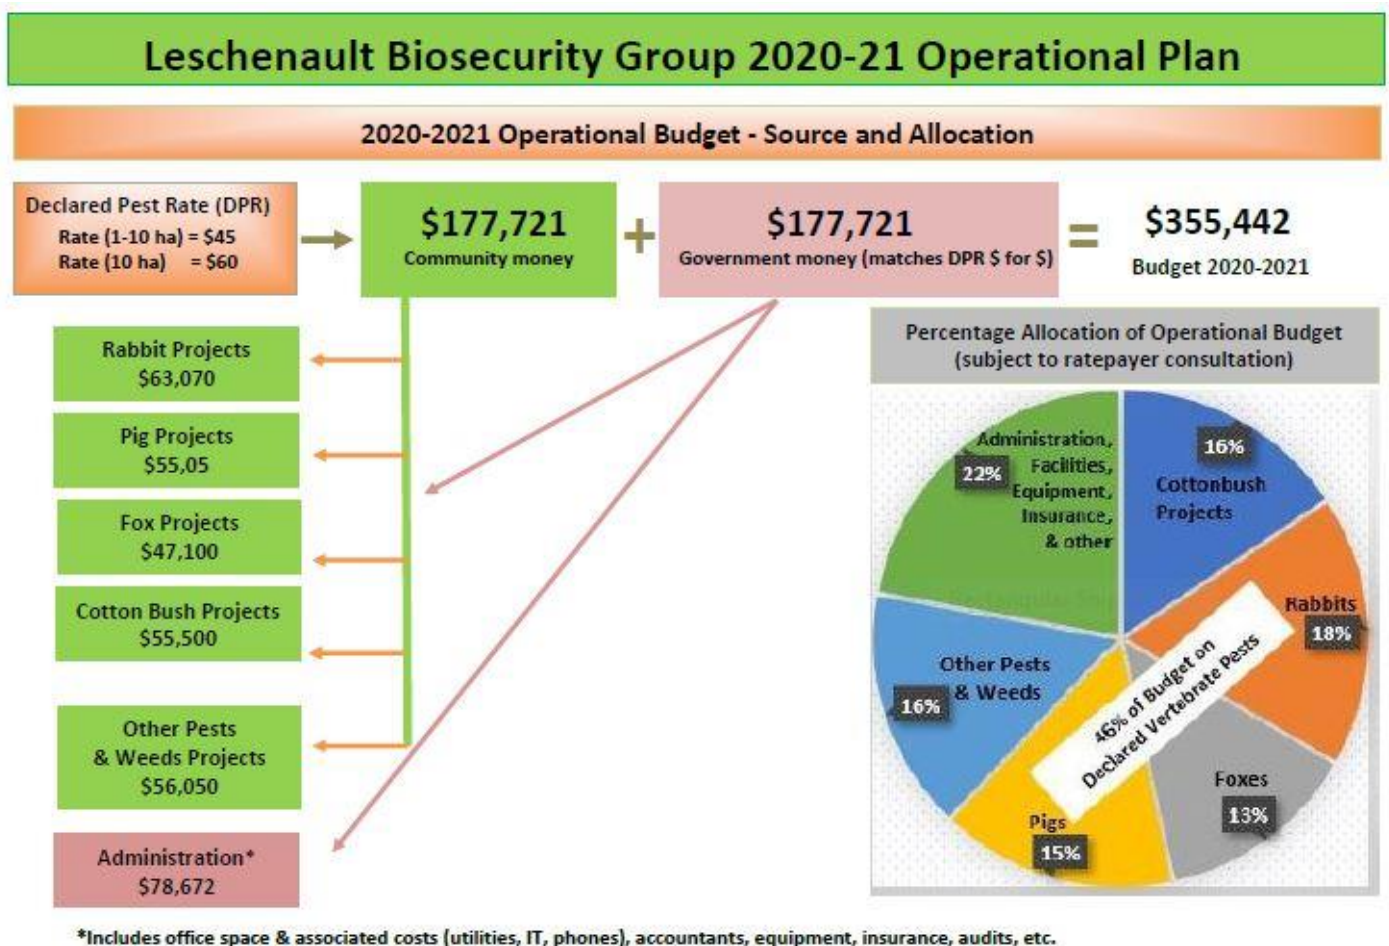 Leschenault Biosecurity Group 2020-21 Operational Plan
2020-2021 Operational Budget - Source and Allocation
Declared Pest Rate (DPR)
Rate (1-10 ha) = $45
Rate (10 ha) = $60
$177,721
Community money
+
$177,721
Government money (matches DPR $ for $)
=
$355,442
Budget 2020-2021
Rabbit Projects
$63,070
Pig Projects
$55,05
Fox Projects
$47,100
Cotton Bush Projects
$55,500
Other Pests
& Weeds Projects
$56,050
Administration*
$78,672
Percentage Allocation of Operational Budget
(subject to ratepayer consultation)
Administration,
Facilities,
Equipment,
Insurance,
& other
22%
16%
Cottonbush
Projects
Rabbits
18%
Other Pests
& Weeds
16%
46% of Budget on
Declared Vertebrate Pests
Foxes
13%
Pigs
15%
*Includes office space & associated costs (utilities, IT, phones), accountants, equipment, insurance, audits, etc.